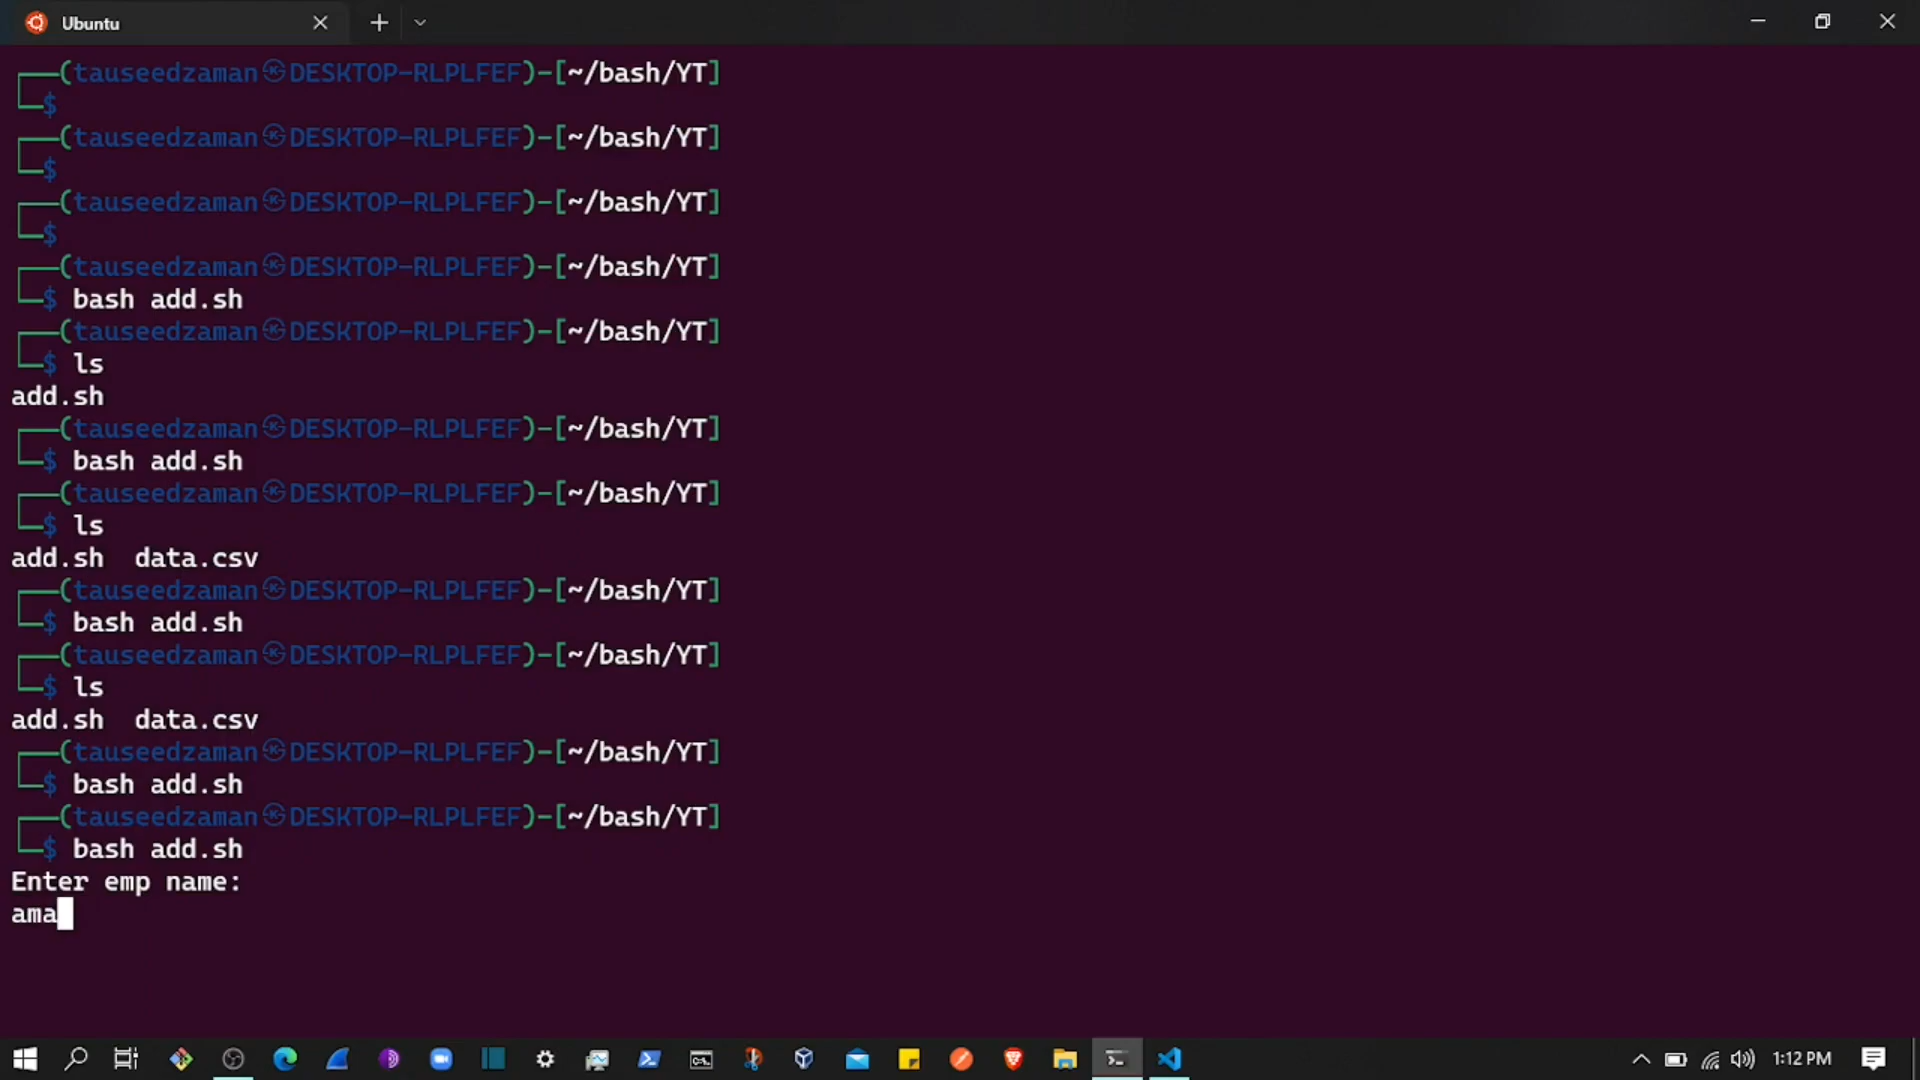 Ubuntu
(tauseedzaman㉿DESKTOP-RLPLFEF)-[~/bash/YT]
$
(tauseedzaman㉿DESKTOP-RLPLFEF)-[~/bash/YT]
$
(tauseedzaman㉿DESKTOP-RLPLFEF)-[~/bash/YT]
$
(tauseedzaman㉿DESKTOP-RLPLFEF)-[~/bash/YT]
$ bash add.sh
(tauseedzaman㉿DESKTOP-RLPLFEF)-[~/bash/YT]
$ ls
add.sh
(tauseedzaman㉿DESKTOP-RLPLFEF)-[~/bash/YT]
$ bash add.sh
(tauseedzaman㉿DESKTOP-RLPLFEF)-[~/bash/YT]
$ ls
add.sh  data.csv
(tauseedzaman㉿DESKTOP-RLPLFEF)-[~/bash/YT]
$ bash add.sh
(tauseedzaman㉿DESKTOP-RLPLFEF)-[~/bash/YT]
$ ls
add.sh  data.csv
(tauseedzaman㉿DESKTOP-RLPLFEF)-[~/bash/YT]
$ bash add.sh
(tauseedzaman㉿DESKTOP-RLPLFEF)-[~/bash/YT]
$ bash add.sh
Enter emp name:
ama
1:12 PM